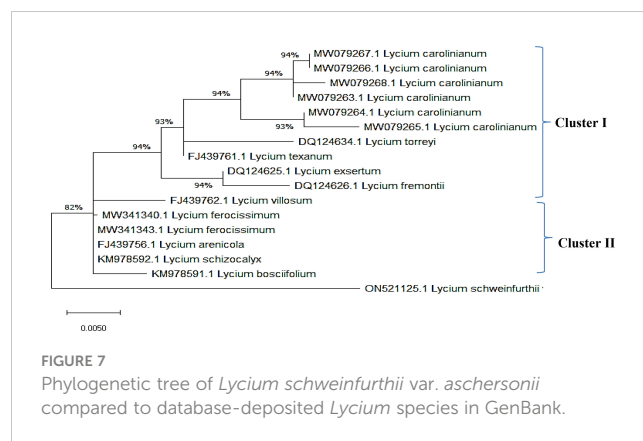 94%
MW079267.1 Lycium carolinianum
MW079266.1 Lycium carolinianum
94%
MW079268.1 Lycium carolinianum
94%
MW079263.1 Lycium carolinianum
MW079264.1 Lycium carolinianum
93%
93%
MW079265.1 Lycium carolinianum
Cluster I
DQ124634.1 Lycium torreyi
94%
FJ439761.1 Lycium texanum
DQ124625.1 Lycium exsertum
94%
DQ124626.1 Lycium fremontii
FJ439762.1 Lycium villosum
82%
MW341340.1 Lycium ferocissimum
MW341343.1 Lycium ferocissimum
FJ439756.1 Lycium arenicola
Cluster II
KM978592.1 Lycium schizocalyx
KM978591.1 Lycium bosciifolium
ON521125.1 Lycium schweinfurthii
0.0050
FIGURE 7
Phylogenetic tree of Lycium schweinfurthii var. aschersonii
compared to database-deposited Lycium species in GenBank.